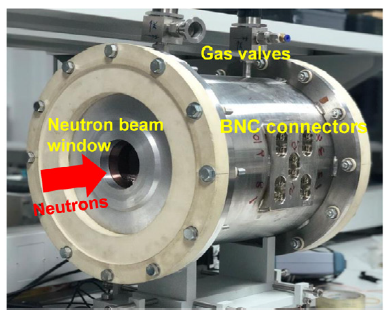 Gas valves
Neutron beam
window
BNC connectors
Neutrons